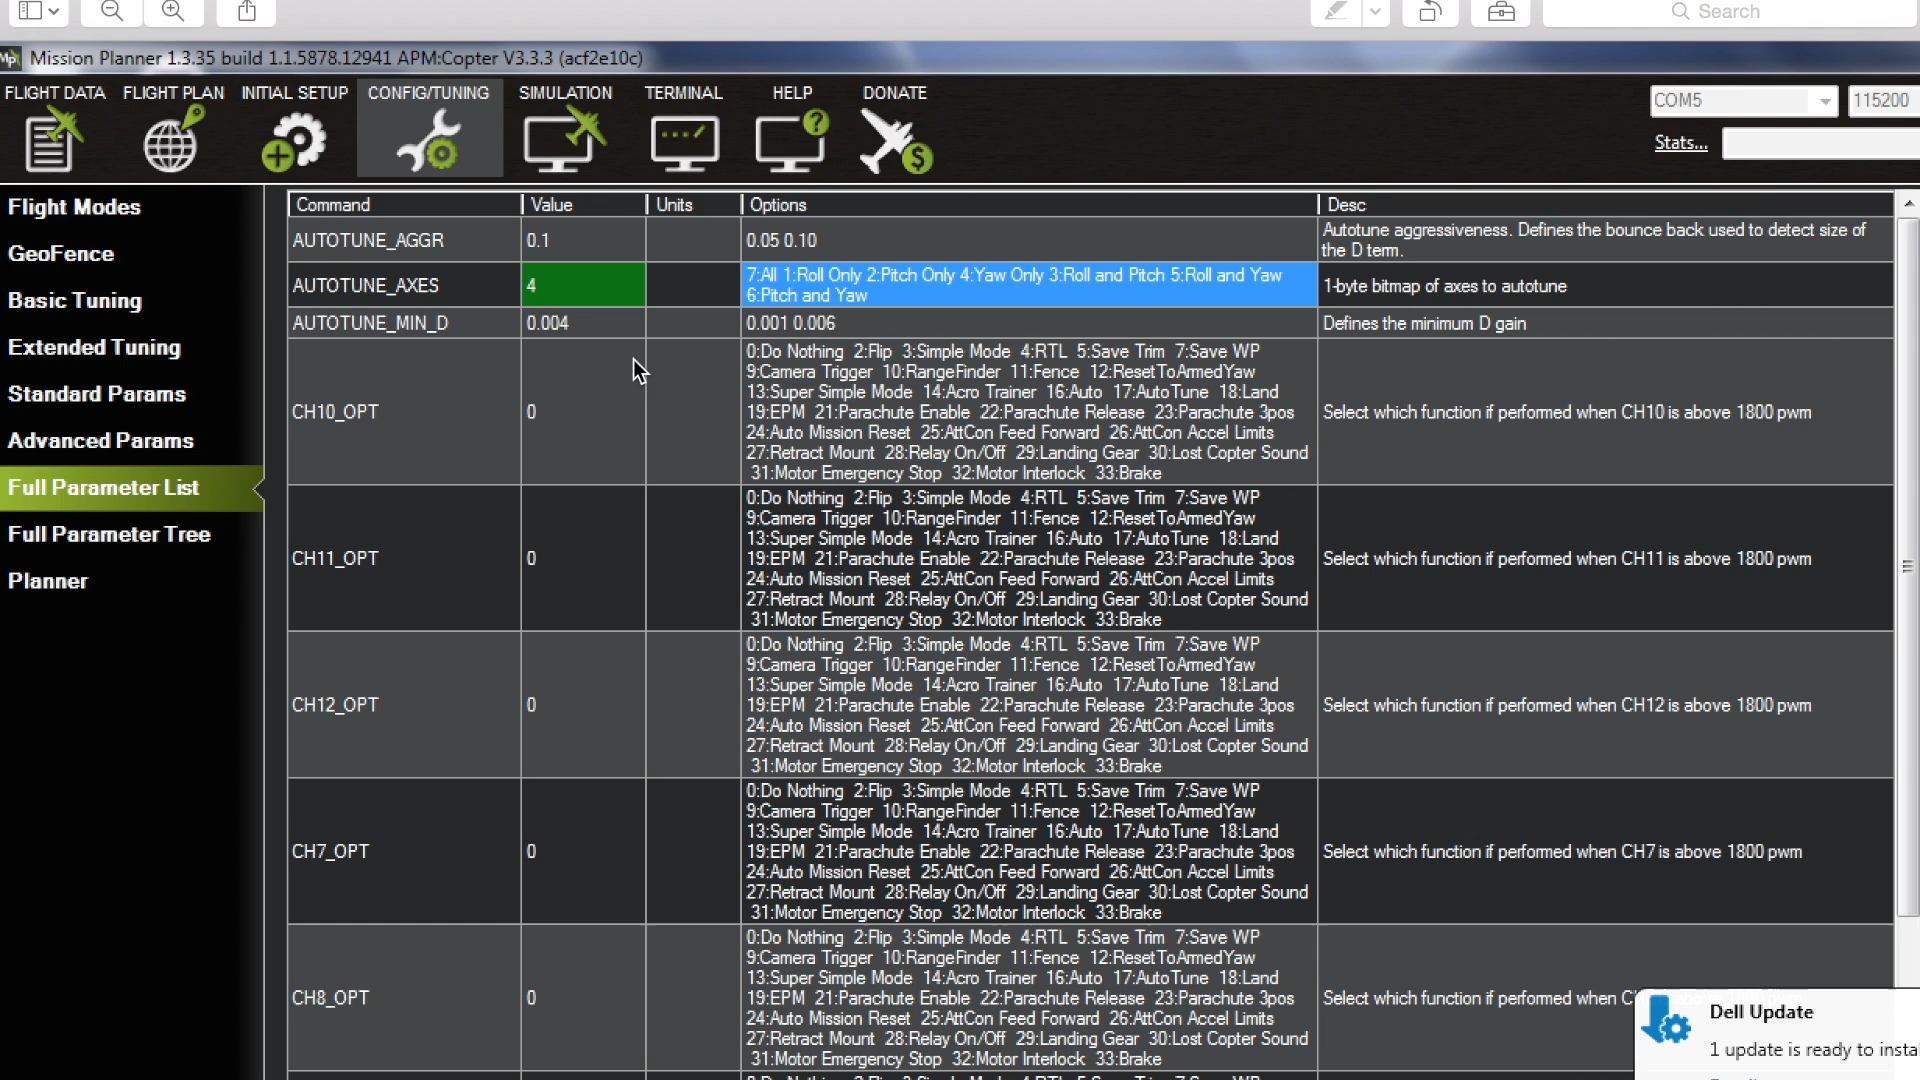 Search
Mission Planner 1.3.35 build 1.1.5878.12941 APM:Copter V3.3.3 (acf2e10c)
FLIGHT DATA FLIGHT PLAN INITIAL SETUP CONFIG/TUNING SIMULATION TERMINAL HELP DONATE
COM5 115200
Stats...
Flight Modes
GeoFence
Basic Tuning
Extended Tuning
Standard Params
Advanced Params
Full Parameter List
Full Parameter Tree
Planner
Command Value Units Options Desc
AUTOTUNE_AGGR 0.1 0.05 0.10 Autotune aggressiveness. Defines the bounce back used to detect size of
the D term.
AUTOTUNE_AXES 4 7:All 1:Roll Only 2:Pitch Only 4:Yaw Only 3:Roll and Pitch 5:Roll and Yaw
6:Pitch and Yaw
1-byte bitmap of axes to autotune
AUTOTUNE_MIN_D 0.004 0.001 0.006 Defines the minimum D gain
CH10_OPT 0
0:Do Nothing 2:Flip 3:Simple Mode 4:RTL 5:Save Trim 7:Save WP
9:Camera Trigger 10:RangeFinder 11:Fence 12:ResetToArmedYaw
13:Super Simple Mode 14:Acro Trainer 16:Auto 17:AutoTune 18:Land
19:EPM 21:Parachute Enable 22:Parachute Release 23:Parachute 3pos
24:Auto Mission Reset 25:AttCon Feed Forward 26:AttCon Accel Limits
27:Retract Mount 28:Relay On/Off 29:Landing Gear 30:Lost Copter Sound
31:Motor Emergency Stop 32:Motor Interlock 33:Brake
Select which function if performed when CH10 is above 1800 pwm
CH11_OPT 0
0:Do Nothing 2:Flip 3:Simple Mode 4:RTL 5:Save Trim 7:Save WP
9:Camera Trigger 10:RangeFinder 11:Fence 12:ResetToArmedYaw
13:Super Simple Mode 14:Acro Trainer 16:Auto 17:AutoTune 18:Land
19:EPM 21:Parachute Enable 22:Parachute Release 23:Parachute 3pos
24:Auto Mission Reset 25:AttCon Feed Forward 26:AttCon Accel Limits
27:Retract Mount 28:Relay On/Off 29:Landing Gear 30:Lost Copter Sound
31:Motor Emergency Stop 32:Motor Interlock 33:Brake
Select which function if performed when CH11 is above 1800 pwm
CH12_OPT 0
0:Do Nothing 2:Flip 3:Simple Mode 4:RTL 5:Save Trim 7:Save WP
9:Camera Trigger 10:RangeFinder 11:Fence 12:ResetToArmedYaw
13:Super Simple Mode 14:Acro Trainer 16:Auto 17:AutoTune 18:Land
19:EPM 21:Parachute Enable 22:Parachute Release 23:Parachute 3pos
24:Auto Mission Reset 25:AttCon Feed Forward 26:AttCon Accel Limits
27:Retract Mount 28:Relay On/Off 29:Landing Gear 30:Lost Copter Sound
31:Motor Emergency Stop 32:Motor Interlock 33:Brake
Select which function if performed when CH12 is above 1800 pwm
CH7_OPT 0
0:Do Nothing 2:Flip 3:Simple Mode 4:RTL 5:Save Trim 7:Save WP
9:Camera Trigger 10:RangeFinder 11:Fence 12:ResetToArmedYaw
13:Super Simple Mode 14:Acro Trainer 16:Auto 17:AutoTune 18:Land
19:EPM 21:Parachute Enable 22:Parachute Release 23:Parachute 3pos
24:Auto Mission Reset 25:AttCon Feed Forward 26:AttCon Accel Limits
27:Retract Mount 28:Relay On/Off 29:Landing Gear 30:Lost Copter Sound
31:Motor Emergency Stop 32:Motor Interlock 33:Brake
Select which function if performed when CH7 is above 1800 pwm
CH8_OPT 0
0:Do Nothing 2:Flip 3:Simple Mode 4:RTL 5:Save Trim 7:Save WP
9:Camera Trigger 10:RangeFinder 11:Fence 12:ResetToArmedYaw
13:Super Simple Mode 14:Acro Trainer 16:Auto 17:AutoTune 18:Land
19:EPM 21:Parachute Enable 22:Parachute Release 23:Parachute 3pos
24:Auto Mission Reset 25:AttCon Feed Forward 26:AttCon Accel Limits
27:Retract Mount 28:Relay On/Off 29:Landing Gear 30:Lost Copter Sound
31:Motor Emergency Stop 32:Motor Interlock 33:Brake
Select which function if performed when
Dell Update
1 update is ready to insta